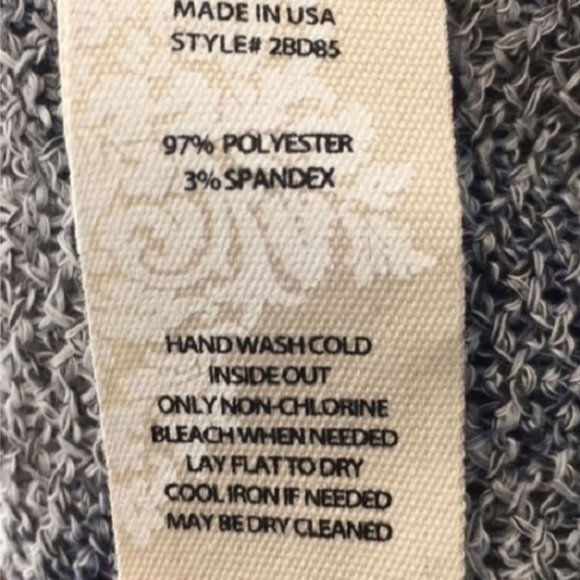 MADE IN USA
STYLE# 2BD85
97% POLYESTER
3% SPANDEX
HAND WASH COLD
INSIDE OUT
ONLY NON-CHLORINE
BLEACH WHEN NEEDED
LAY FLAT TO DRY
COOL IRON IF NEEDED
MAY BE DRY CLEANED